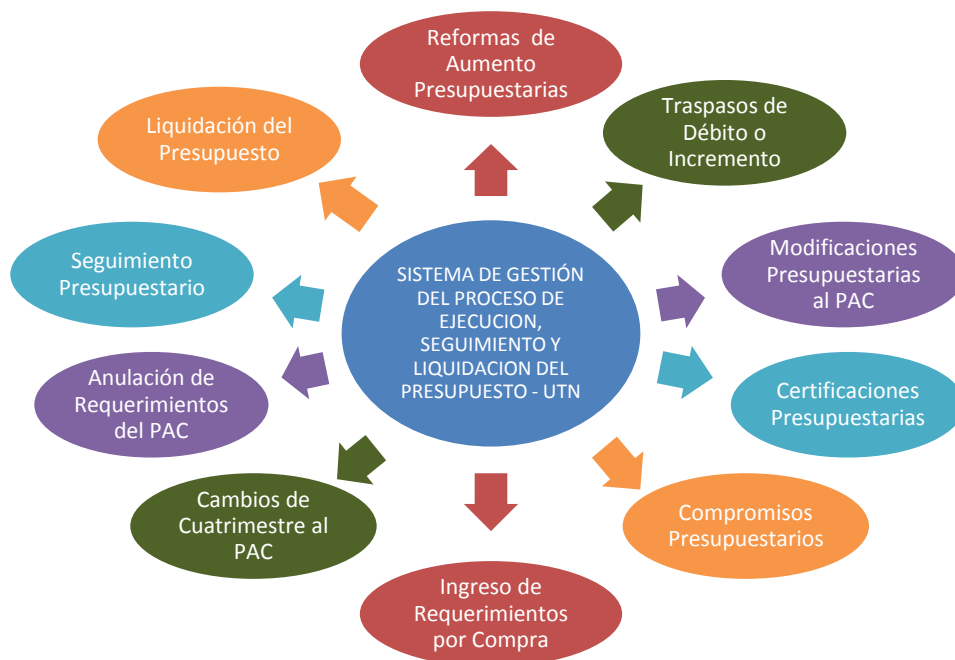 Reformas de
Aumento
Presupuestarias
Traspasos de
Débito o
Incremento
Liquidación del
Presupuesto
Modificaciones
Presupuestarias
al PAC
Seguimiento
Presupuestario
SISTEMA DE GESTIÓN
DEL PROCESO DE
EJECUCION,
SEGUIMIENTO Y
LIQUIDACION DEL
PRESUPUESTO - UTN
Anulación de
Requerimientos
del PAC
Certificaciones
Presupuestarias
Cambios de
Cuatrimestre al
PAC
Compromisos
Presupuestarios
Ingreso de
Requerimientos
por Compra